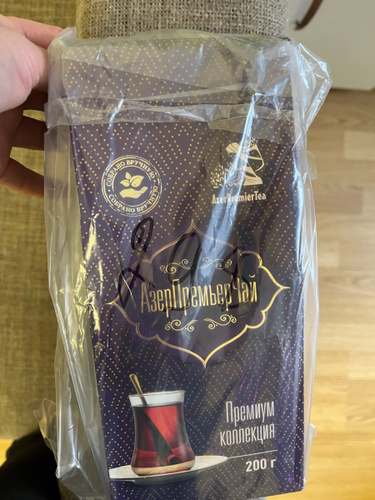 СОБРАНО ВРУЧНУЮ
СОБРАНО ВРУЧНУЮ
AzerPremierTea
АзерПремьерЧай
Премиум
коллекция
200 г